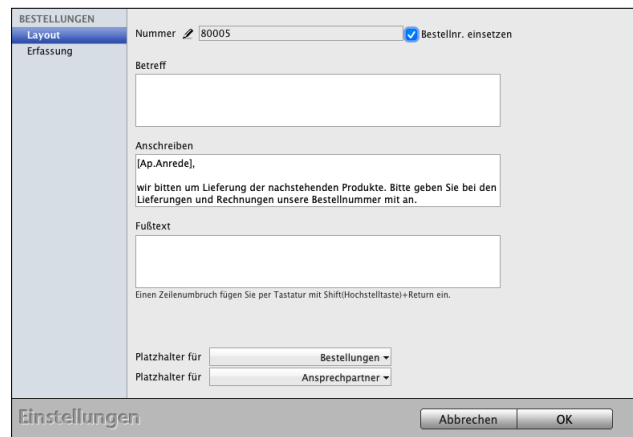 BESTELLUNGEN
Layout
Erfassung
Nummer 80005 Bestellnr. einsetzen
Betreff
Anschreiben
[Ap.Anrede],
wir bitten um Lieferung der nachstehenden Produkte. Bitte geben Sie bei den
Lieferungen und Rechnungen unsere Bestellnummer mit an.
Fußtext
Einen Zeilenumbruch fügen Sie per Tastatur mit Shift(Hochstelltaste)+Return ein.
Platzhalter für Bestellungen
Platzhalter für Ansprechpartner
Einstellungen Abbrechen OK